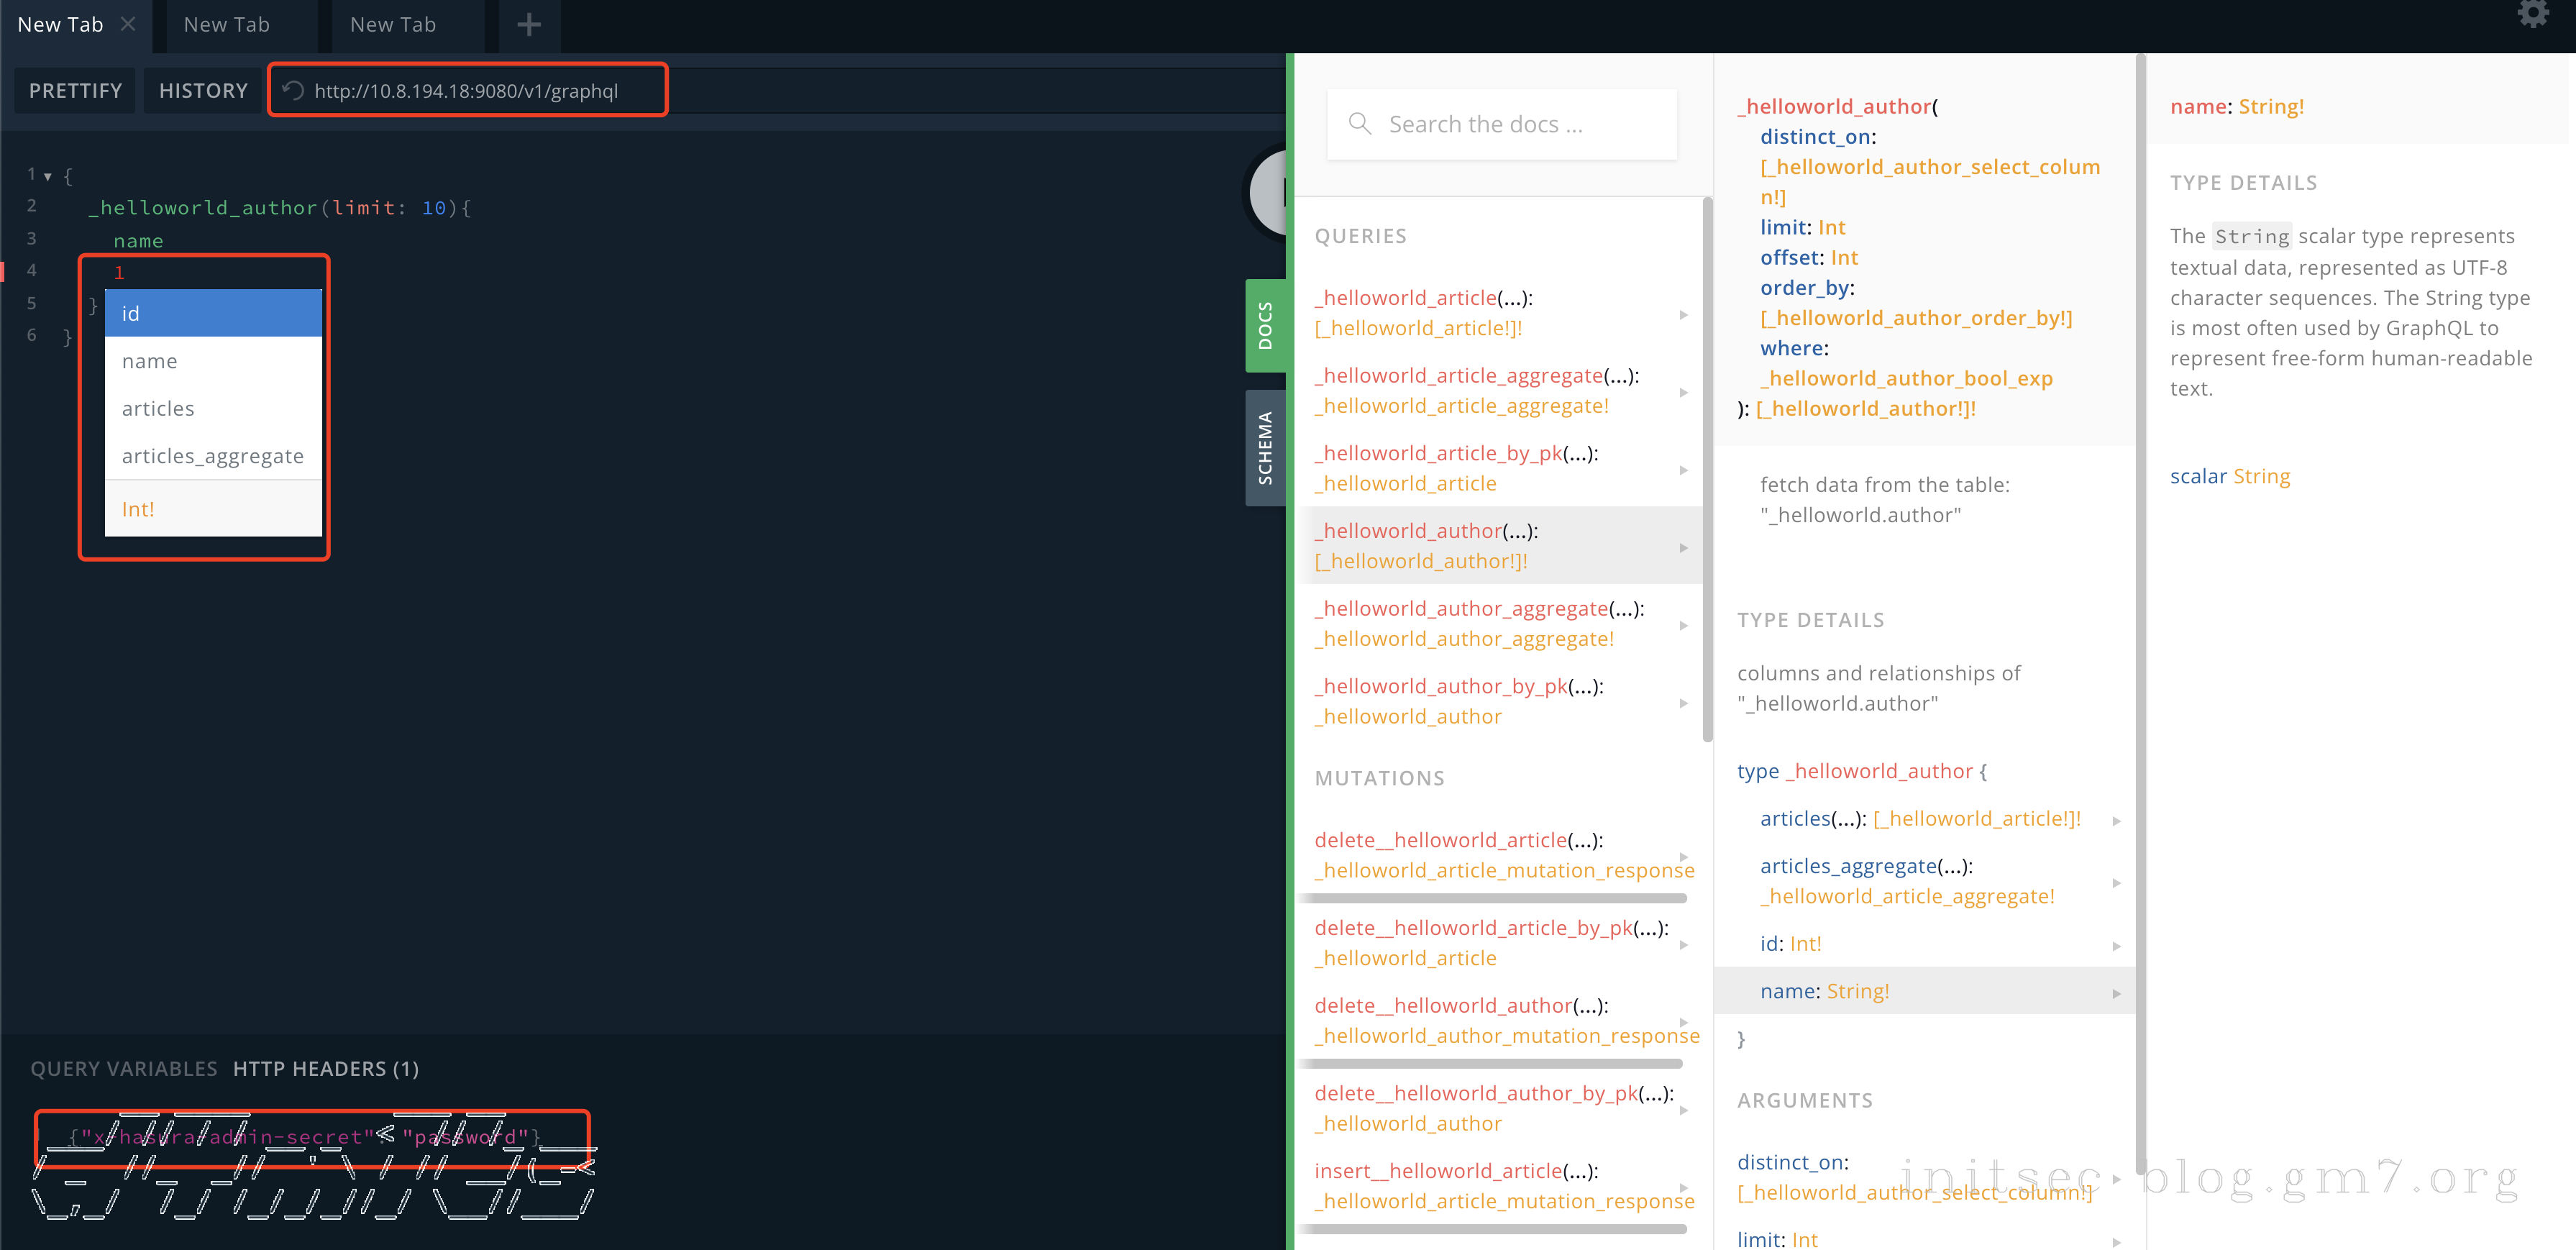 New Tab
New Tab
New Tab
PRETTIFY
HISTORY
http://10.8.194.18:9080/v1/graphql
1
{
2
_helloworld_author(limit: 10){
3
name
4
1
5
}
6
}
id
name
articles
articles_aggregate
Int!
QUERY VARIABLES
HTTP HEADERS (1)
{"x-hasura-admin-secret": "password"}
DOCS
SCHEMA
Search the docs ...
QUERIES
_helloworld_article(...):
[_helloworld_article!]!
_helloworld_article_aggregate(...):
_helloworld_article_aggregate!
_helloworld_article_by_pk(...):
_helloworld_article
_helloworld_author(...):
[_helloworld_author!]!
_helloworld_author_aggregate(...):
_helloworld_author_aggregate!
_helloworld_author_by_pk(...):
_helloworld_author
MUTATIONS
delete__helloworld_article(...):
_helloworld_article_mutation_response
delete__helloworld_article_by_pk(...):
_helloworld_article
delete__helloworld_author(...):
_helloworld_author_mutation_response
delete__helloworld_author_by_pk(...):
_helloworld_author
insert__helloworld_article(...):
_helloworld_article_mutation_response
_helloworld_author(
distinct_on:
[_helloworld_author_select_colum
n!]
limit: Int
offset: Int
order_by:
[_helloworld_author_order_by!]
where:
_helloworld_author_bool_exp
): [_helloworld_author!]!
fetch data from the table:
"_helloworld.author"
TYPE DETAILS
columns and relationships of
"_helloworld.author"
type _helloworld_author {
articles(...): [_helloworld_article!]!
articles_aggregate(...):
_helloworld_article_aggregate!
id: Int!
name: String!
}
ARGUMENTS
distinct_on:
[_helloworld_author_select_column!]
limit: Int
name: String!
TYPE DETAILS
The String scalar type represents
textual data, represented as UTF-8
character sequences. The String type
is most often used by GraphQL to
represent free-form human-readable
text.
scalar String
initsec blog.gm7.org